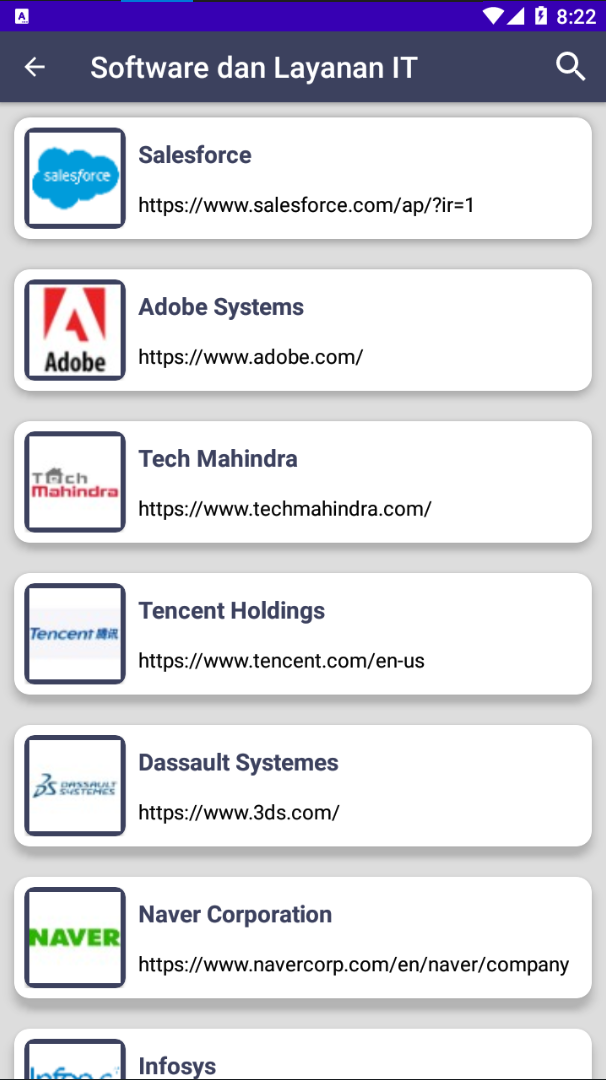 8:22
Software dan Layanan IT
salesforce
Salesforce
https://www.salesforce.com/ap/?ir=1
Adobe
Adobe Systems
https://www.adobe.com/
Tech
Mahindra
Tech Mahindra
https://www.techmahindra.com/
Tencent 腾讯
Tencent Holdings
https://www.tencent.com/en-us
DASSAULT
SYSTEMES
Dassault Systemes
https://www.3ds.com/
NAVER
Naver Corporation
https://www.navercorp.com/en/naver/company
Infosys
Infosys